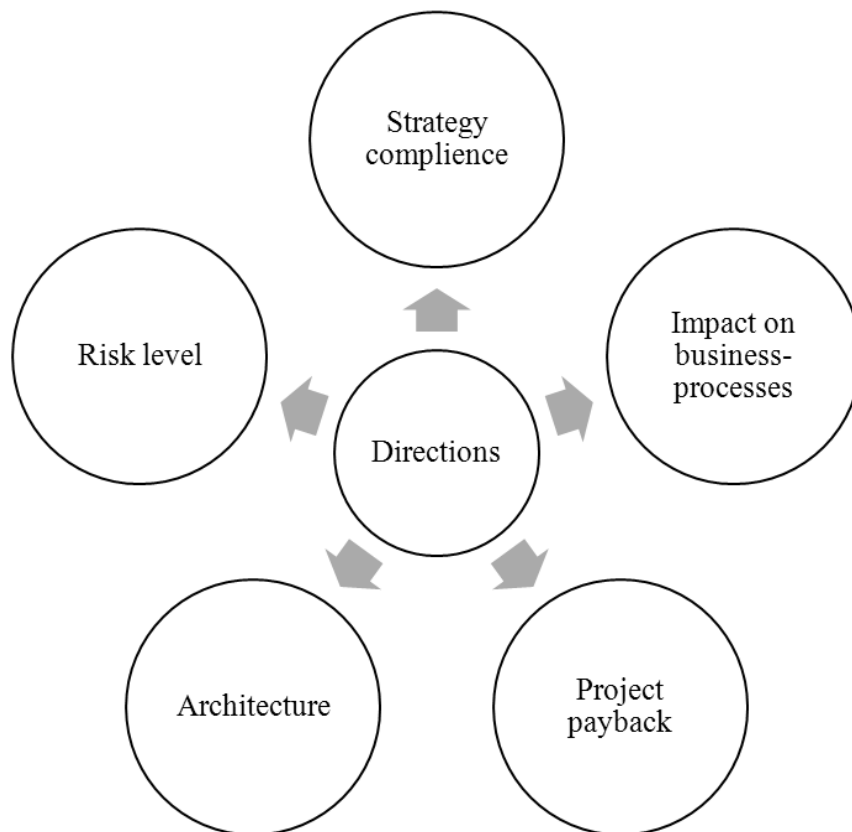 Strategy
complience
Risk level
Impact on
business-
processes
Directions
Architecture
Project
payback